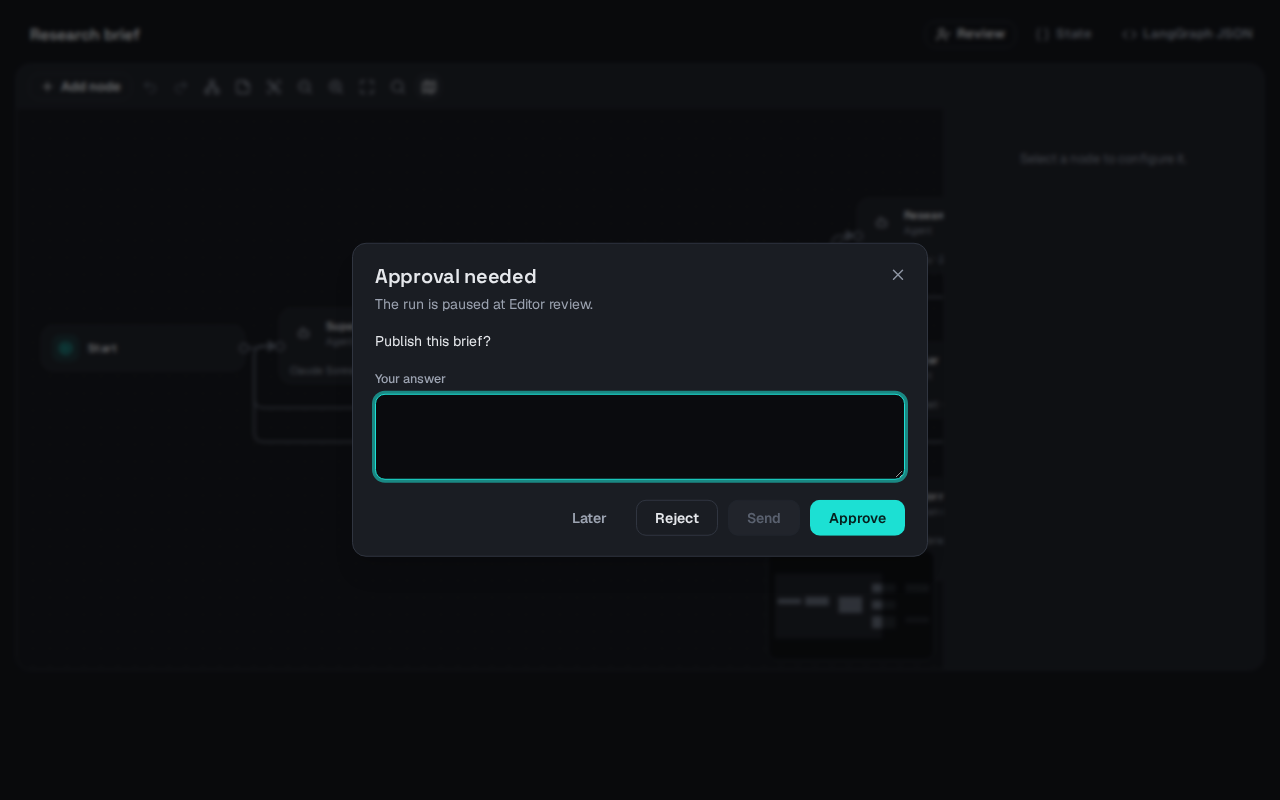 Research brief
Review
State
LangGraph JSON
Add node
Select a node to configure it.
Agent
Start
Approval needed
The run is paused at Editor review.
Publish this brief?
Your answer
Later
Reject
Send
Approve